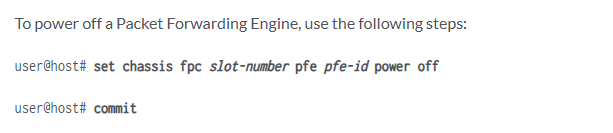 To power off a Packet Forwarding Engine, use the following steps:
user@host# set chassis fpc slot-number pfe pfe-id power off
user@host# commit